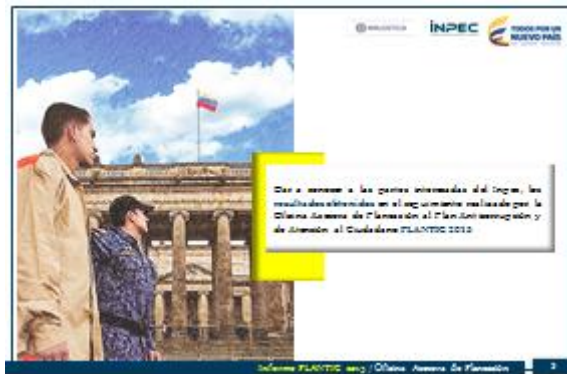 MINJUSTICIA
INPEC
TODOS POR UN
NUEVO PAÍS
Dar a conocer a las partes interesadas del Inpec, los
resultados obtenidos en el seguimiento realizado por la
Oficina Asesora de Planeación al Plan Anticorrupción y
de Atención al Ciudadano PLANTIC
Informe PLANTIC / Oficina Asesora de Planeación